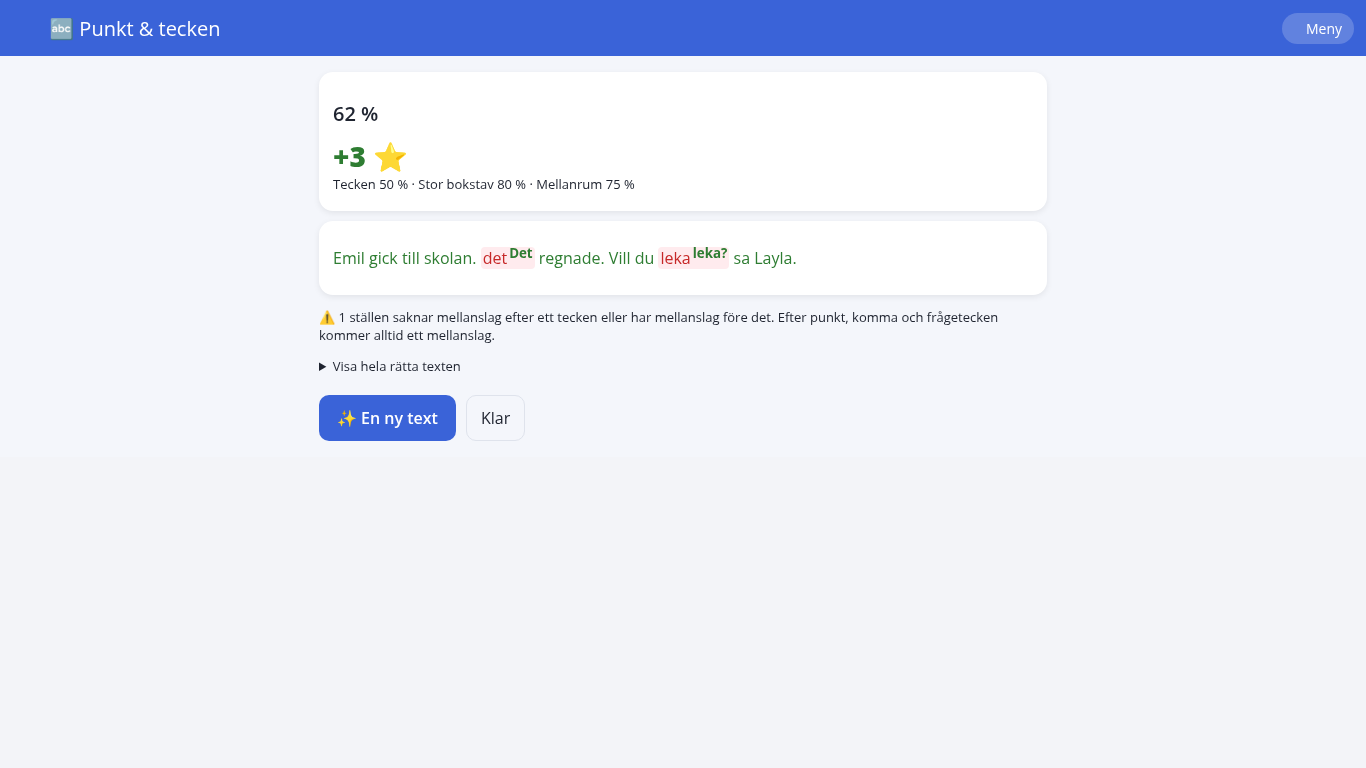 🔤 Punkt & tecken
Meny
62 %
+3 ⭐
Tecken 50 % · Stor bokstav 80 % · Mellanrum 75 %
Emil gick till skolan. det Det regnade. Vill du leka leka? sa Layla.
⚠️ 1 ställen saknar mellanslag efter ett tecken eller har mellanslag före det. Efter punkt, komma och frågetecken
kommer alltid ett mellanslag.
▶ Visa hela rätta texten
✨ En ny text
Klar